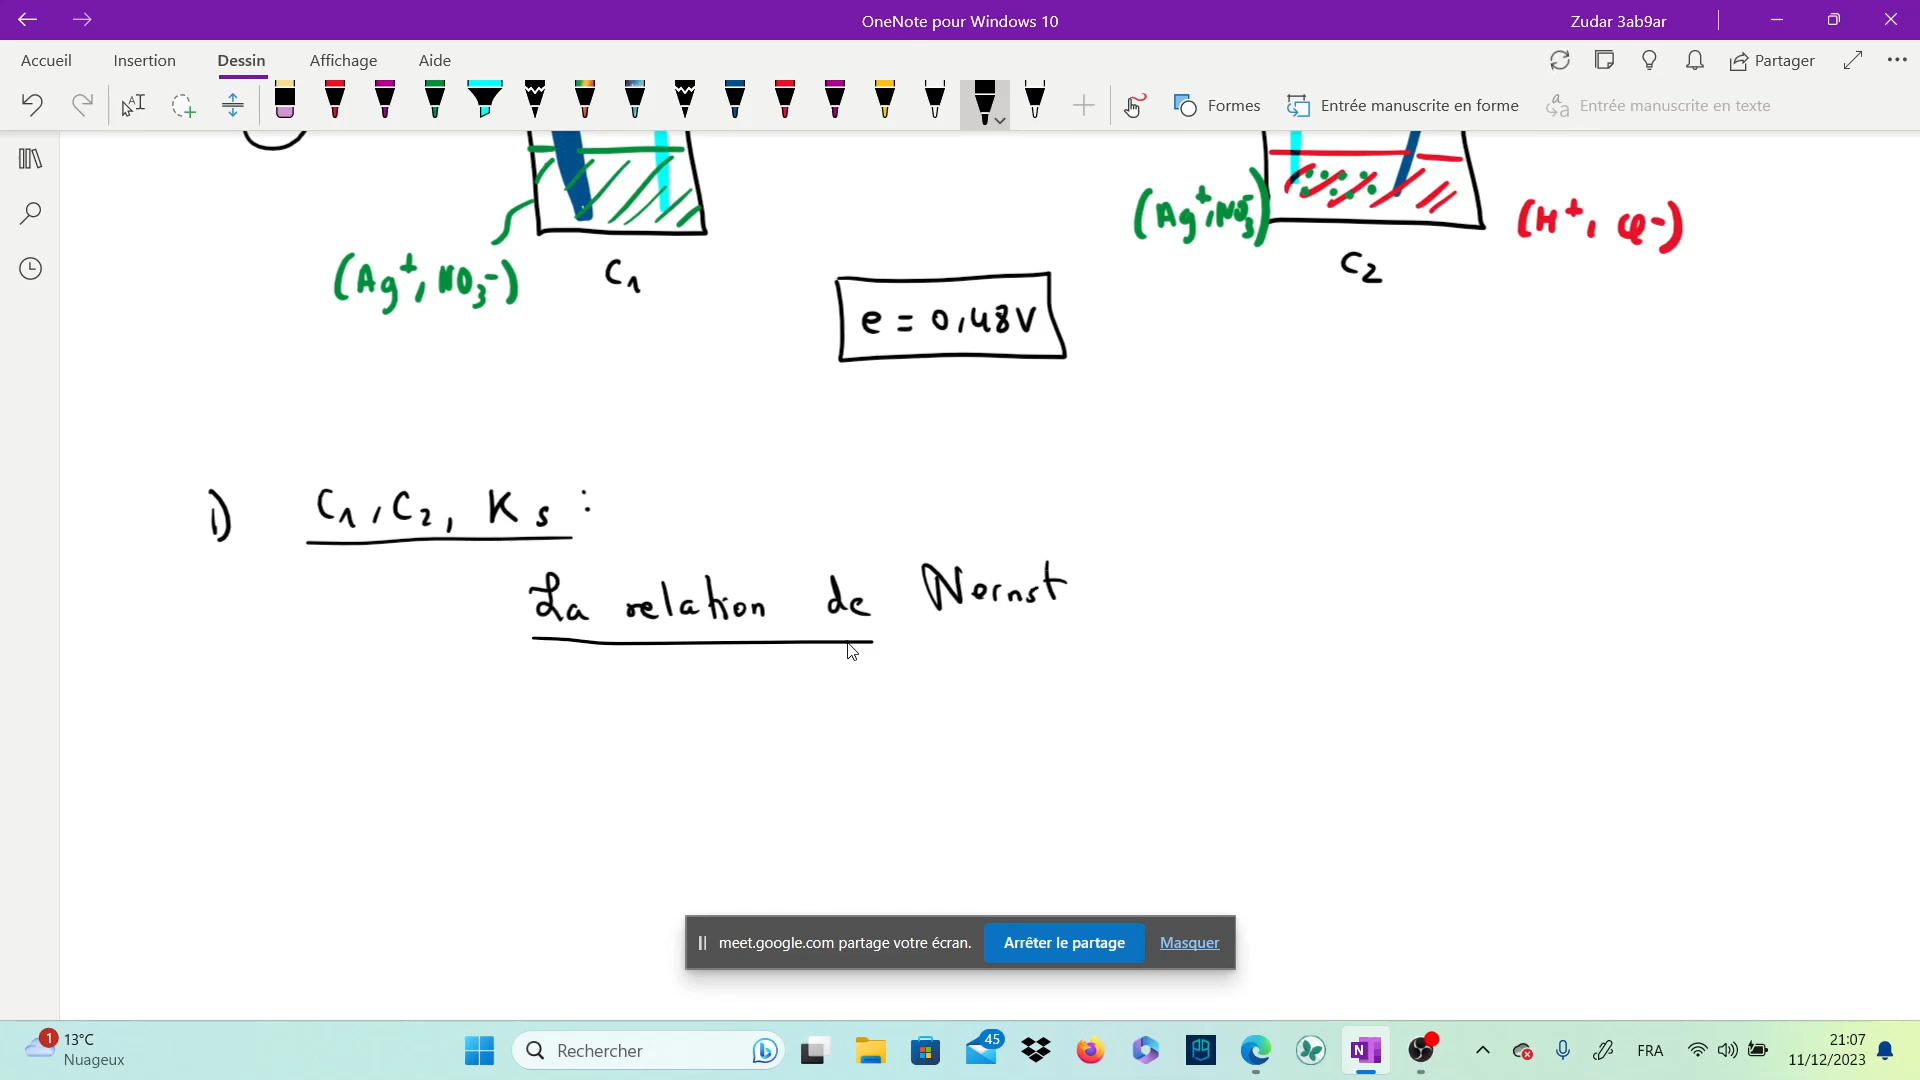 OneNote pour Windows 10
Zudar 3ab9ar
Accueil Insertion Dessin Affichage Aide
Partager
Formes Entrée manuscrite en forme Entrée manuscrite en texte
(Ag⁺, NO₃⁻)
C₁
(Ag⁺, NO₃⁻)
C₂
e = 0,48V
1) C₁, C₂, Ks :
La relation de Nernst
meet.google.com partage votre écran. Arrêter le partage Masquer
1 13°C
Nuageux
Rechercher
45
FRA
21:07
11/12/2023